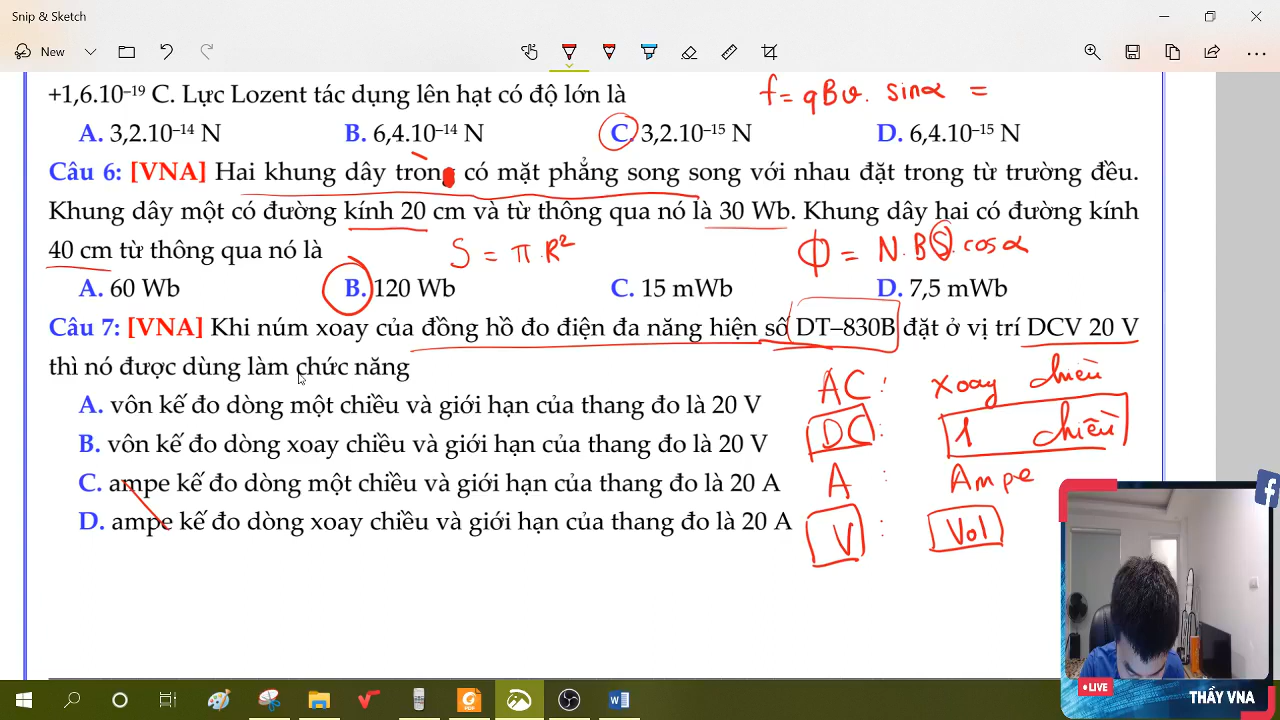 Snip & Sketch
New
+1,6.10⁻¹⁹ C. Lực Lozent tác dụng lên hạt có độ lớn là
f = qBv. sinα =
A. 3,2.10⁻¹⁴ N B. 6,4.10⁻¹⁴ N C. 3,2.10⁻¹⁵ N D. 6,4.10⁻¹⁵ N
Câu 6: [VNA] Hai khung dây tròn có mặt phẳng song song với nhau đặt trong từ trường đều.
Khung dây một có đường kính 20 cm và từ thông qua nó là 30 Wb. Khung dây hai có đường kính
40 cm từ thông qua nó là
S = π.R²
Φ = N.BS.cosα
A. 60 Wb B. 120 Wb C. 15 mWb D. 7,5 mWb
Câu 7: [VNA] Khi núm xoay của đồng hồ đo điện đa năng hiện số DT–830B đặt ở vị trí DCV 20 V
thì nó được dùng làm chức năng
A. vôn kế đo dòng một chiều và giới hạn của thang đo là 20 V
B. vôn kế đo dòng xoay chiều và giới hạn của thang đo là 20 V
C. ampe kế đo dòng một chiều và giới hạn của thang đo là 20 A
D. ampe kế đo dòng xoay chiều và giới hạn của thang đo là 20 A
AC : xoay chiều
DC : 1 chiều
A : Ampe
V : Vol
LIVE
THẦY VNA